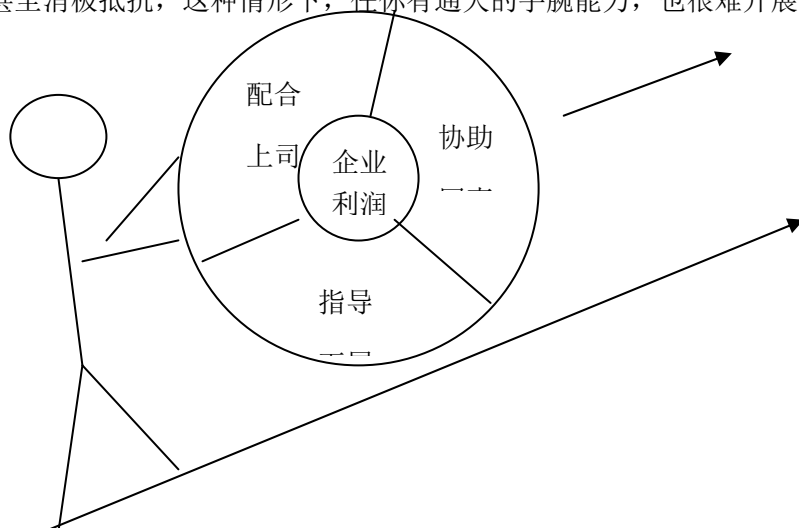 甚至消极抵抗，这种情形下，任你有通天的手腕能力，也很难开展
配合
上司
协助
企业
利润
指导